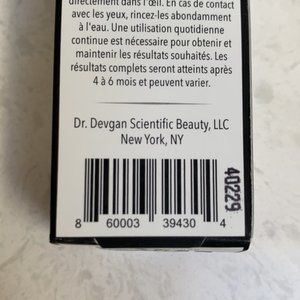 directement dans l'œil. En cas de contact
avec les yeux, rincez-les abondamment
à l'eau. Une utilisation quotidienne
continue est nécessaire pour obtenir et
maintenir les résultats souhaités. Les
résultats complets seront atteints après
4 à 6 mois et peuvent varier.
Dr. Devgan Scientific Beauty, LLC
New York, NY
8 60003 39430 4
40229